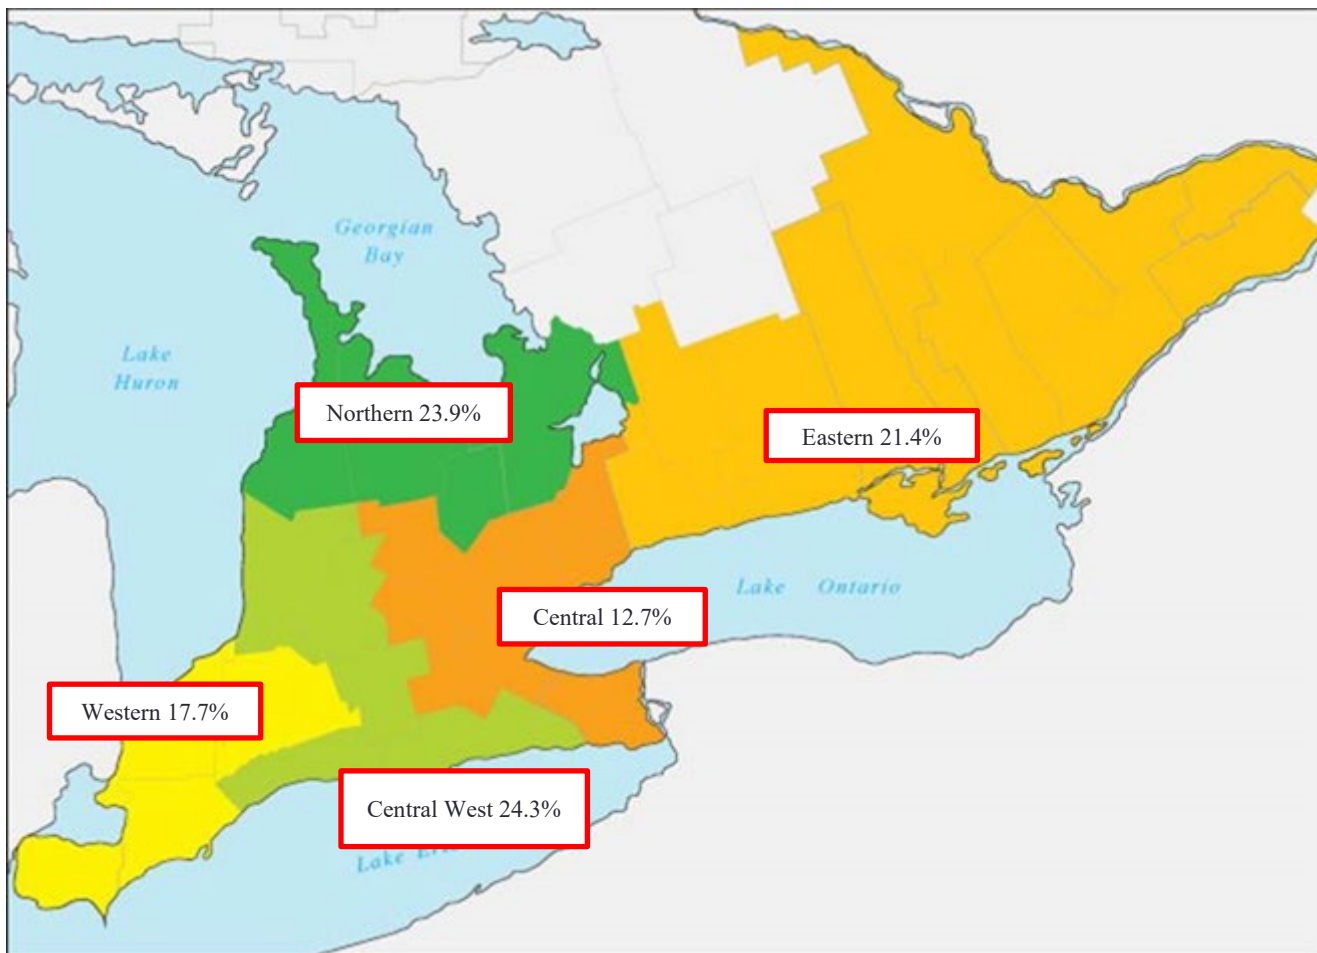 Georgian
Bay
Lake
Huron
Northern 23.9%
Eastern 21.4%
Lake Ontario
Central 12.7%
Western 17.7%
Central West 24.3%
Lake